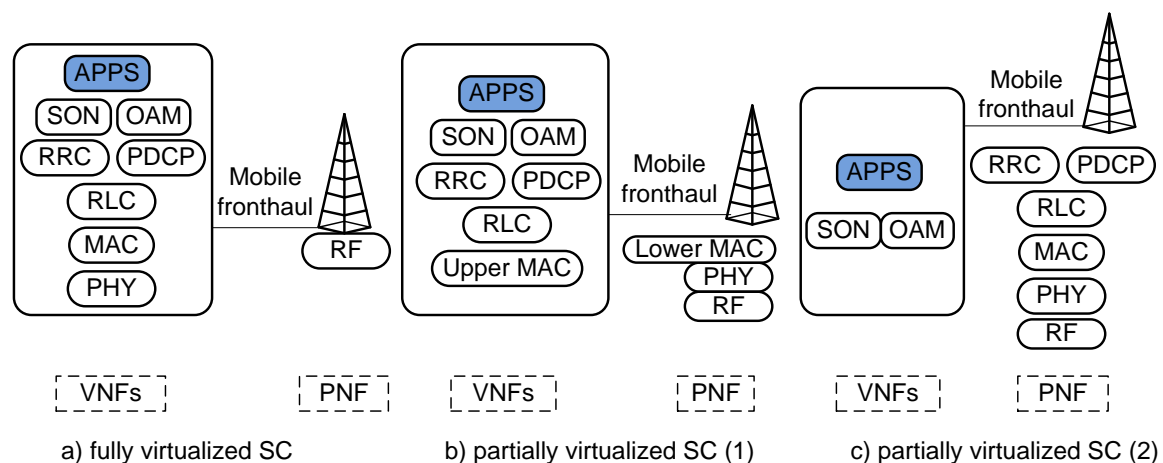 APPS
SON OAM
RRC PDCP
RLC
MAC
PHY
Mobile
fronthaul
RF
VNFs
PNF
a) fully virtualized SC
APPS
SON OAM
RRC PDCP
RLC
Upper MAC
Mobile
fronthaul
Lower MAC
PHY
RF
VNFs
PNF
b) partially virtualized SC (1)
APPS
SON OAM
Mobile
fronthaul
RRC PDCP
RLC
MAC
PHY
RF
VNFs
PNF
c) partially virtualized SC (2)